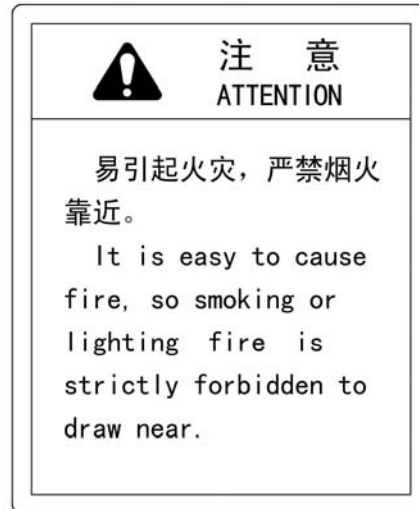 注 意
ATTENTION
易引起火灾，严禁烟火
靠近。
It is easy to cause
fire, so smoking or
lighting fire is
strictly forbidden to
draw near.